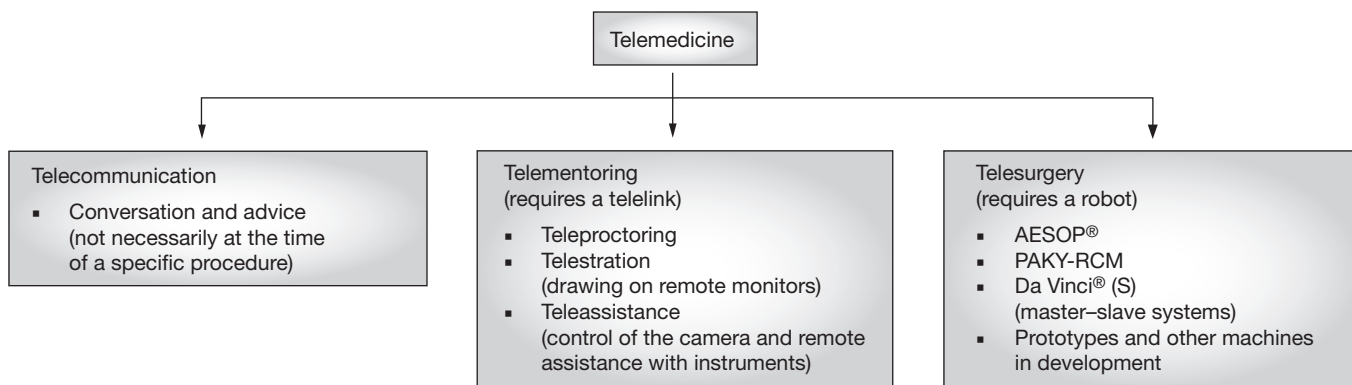 Telemedicine
Telecommunication
▪ Conversation and advice
(not necessarily at the time
of a specific procedure)
Telementoring
(requires a telelink)
▪ Teleproctoring
▪ Telestration
(drawing on remote monitors)
▪ Teleassistance
(control of the camera and remote
assistance with instruments)
Telesurgery
(requires a robot)
▪ AESOP®
▪ PAKY-RCM
▪ Da Vinci® (S)
(master–slave systems)
▪ Prototypes and other machines
in development